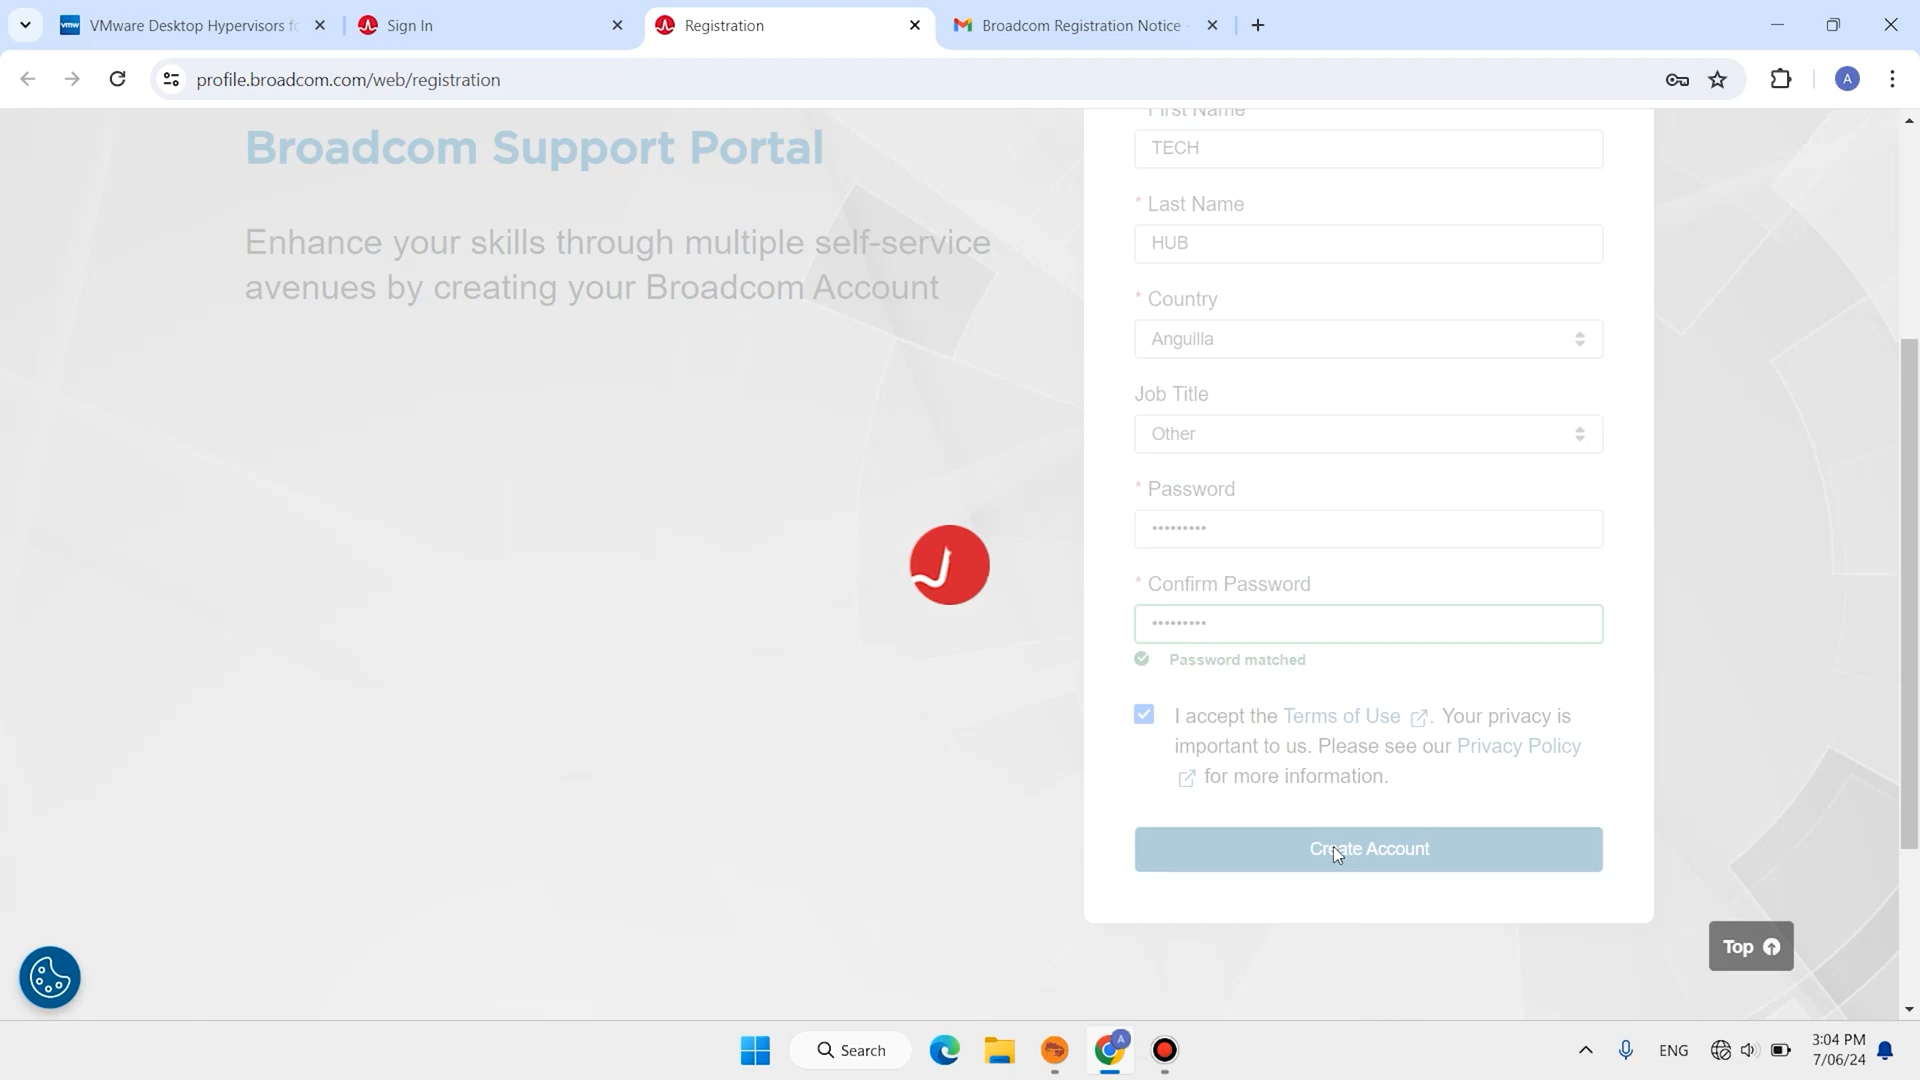 VMware Desktop Hypervisors fo
Sign In
Registration
Broadcom Registration Notice -
profile.broadcom.com/web/registration
A
Broadcom Support Portal
Enhance your skills through multiple self-service
avenues by creating your Broadcom Account
First Name
TECH
* Last Name
HUB
* Country
Anguilla
Job Title
Other
* Password
•••••••••
* Confirm Password
•••••••••
Password matched
I accept the Terms of Use . Your privacy is
important to us. Please see our Privacy Policy
for more information.
Create Account
Top
Search
A
ENG
3:04 PM
7/06/24